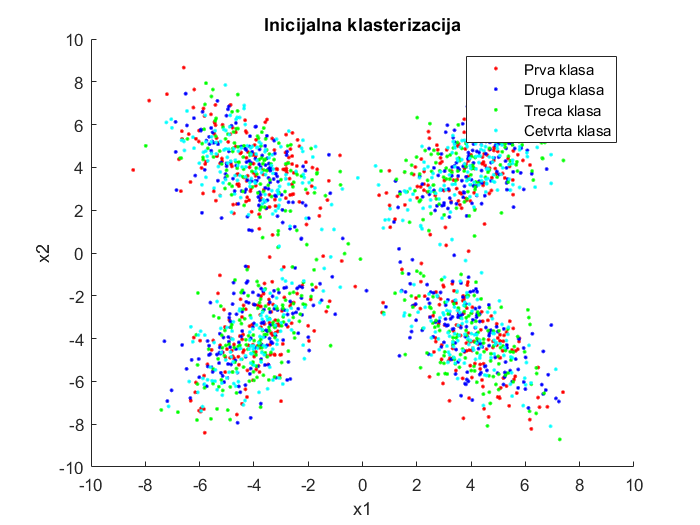 Inicijalna klasterizacija
Prva klasa
Druga klasa
Treca klasa
Cetvrta klasa
10
8
6
4
2
0
-2
-4
-6
-8
-10
x2
-10 -8 -6 -4 -2 0 2 4 6 8 10
x1